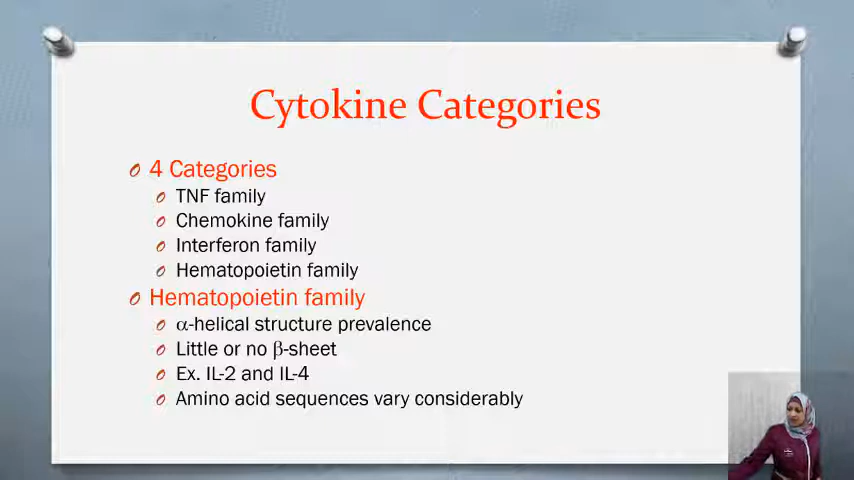 Cytokine Categories
4 Categories
TNF family
Chemokine family
Interferon family
Hematopoietin family
Hematopoietin family
α-helical structure prevalence
Little or no β-sheet
Ex. IL-2 and IL-4
Amino acid sequences vary considerably